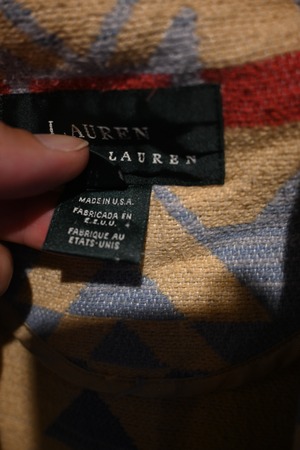 LAUREN
LAUREN
MADE IN U.S.A.
FABRICADA EN
E.E.U.U.
FABRIQUE AU
ETATS-UNIS